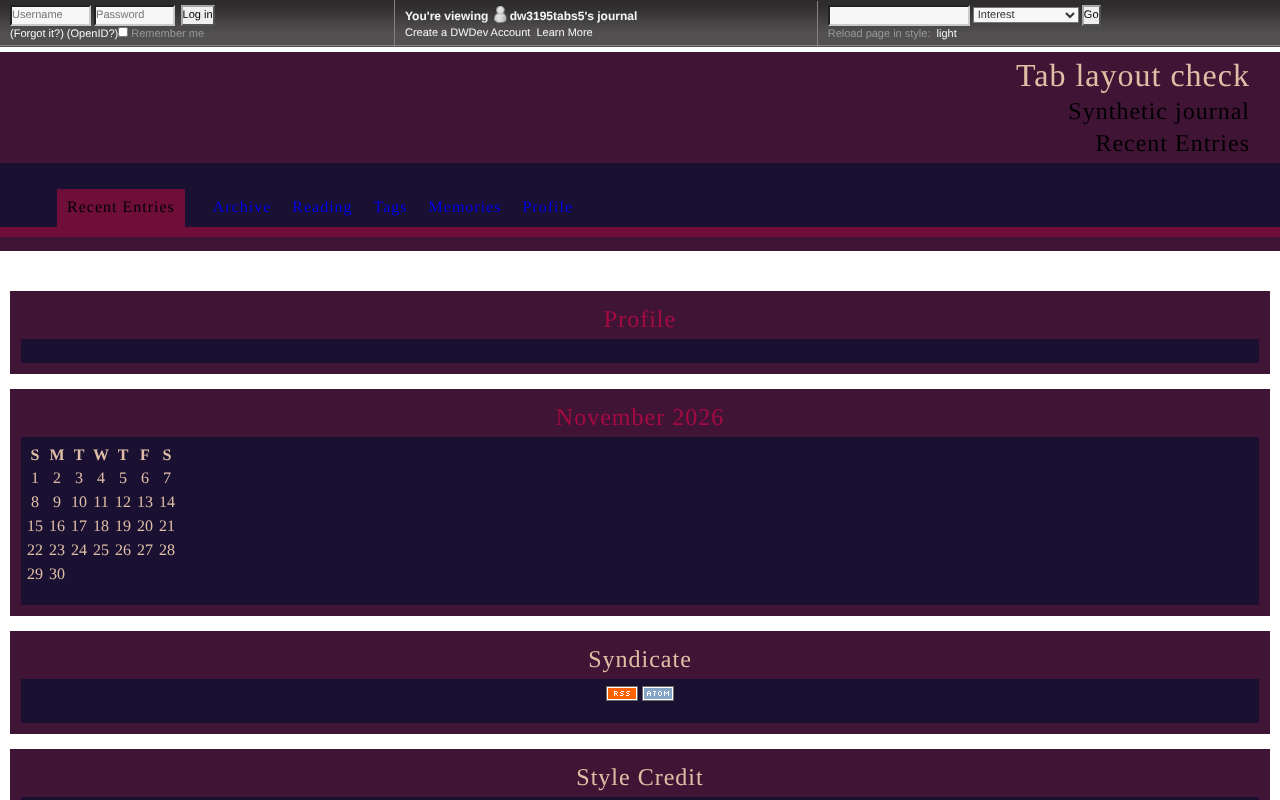 Username Password Log in
(Forgot it?) (OpenID?) Remember me
You're viewing dw3195tabs5's journal
Create a DWDev Account Learn More
Interest Go
Reload page in style: light
Tab layout check
Synthetic journal
Recent Entries
Recent Entries Archive Reading Tags Memories Profile
Profile
November 2026
S M T W T F S
1 2 3 4 5 6 7
8 9 10 11 12 13 14
15 16 17 18 19 20 21
22 23 24 25 26 27 28
29 30
Syndicate
RSS ATOM
Style Credit